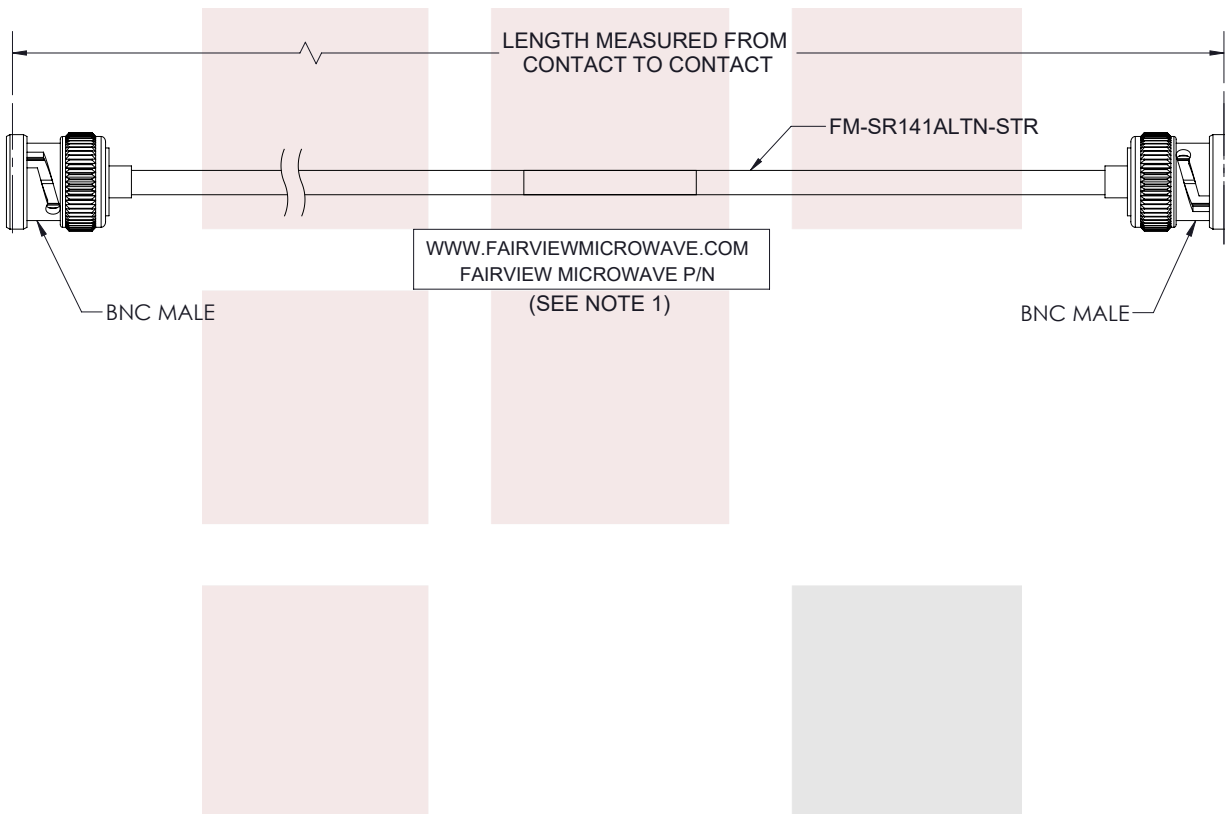 LENGTH MEASURED FROM
CONTACT TO CONTACT
FM-SR141ALTN-STR
WWW.FAIRVIEWMICROWAVE.COM
FAIRVIEW MICROWAVE P/N
(SEE NOTE 1)
BNC MALE
BNC MALE